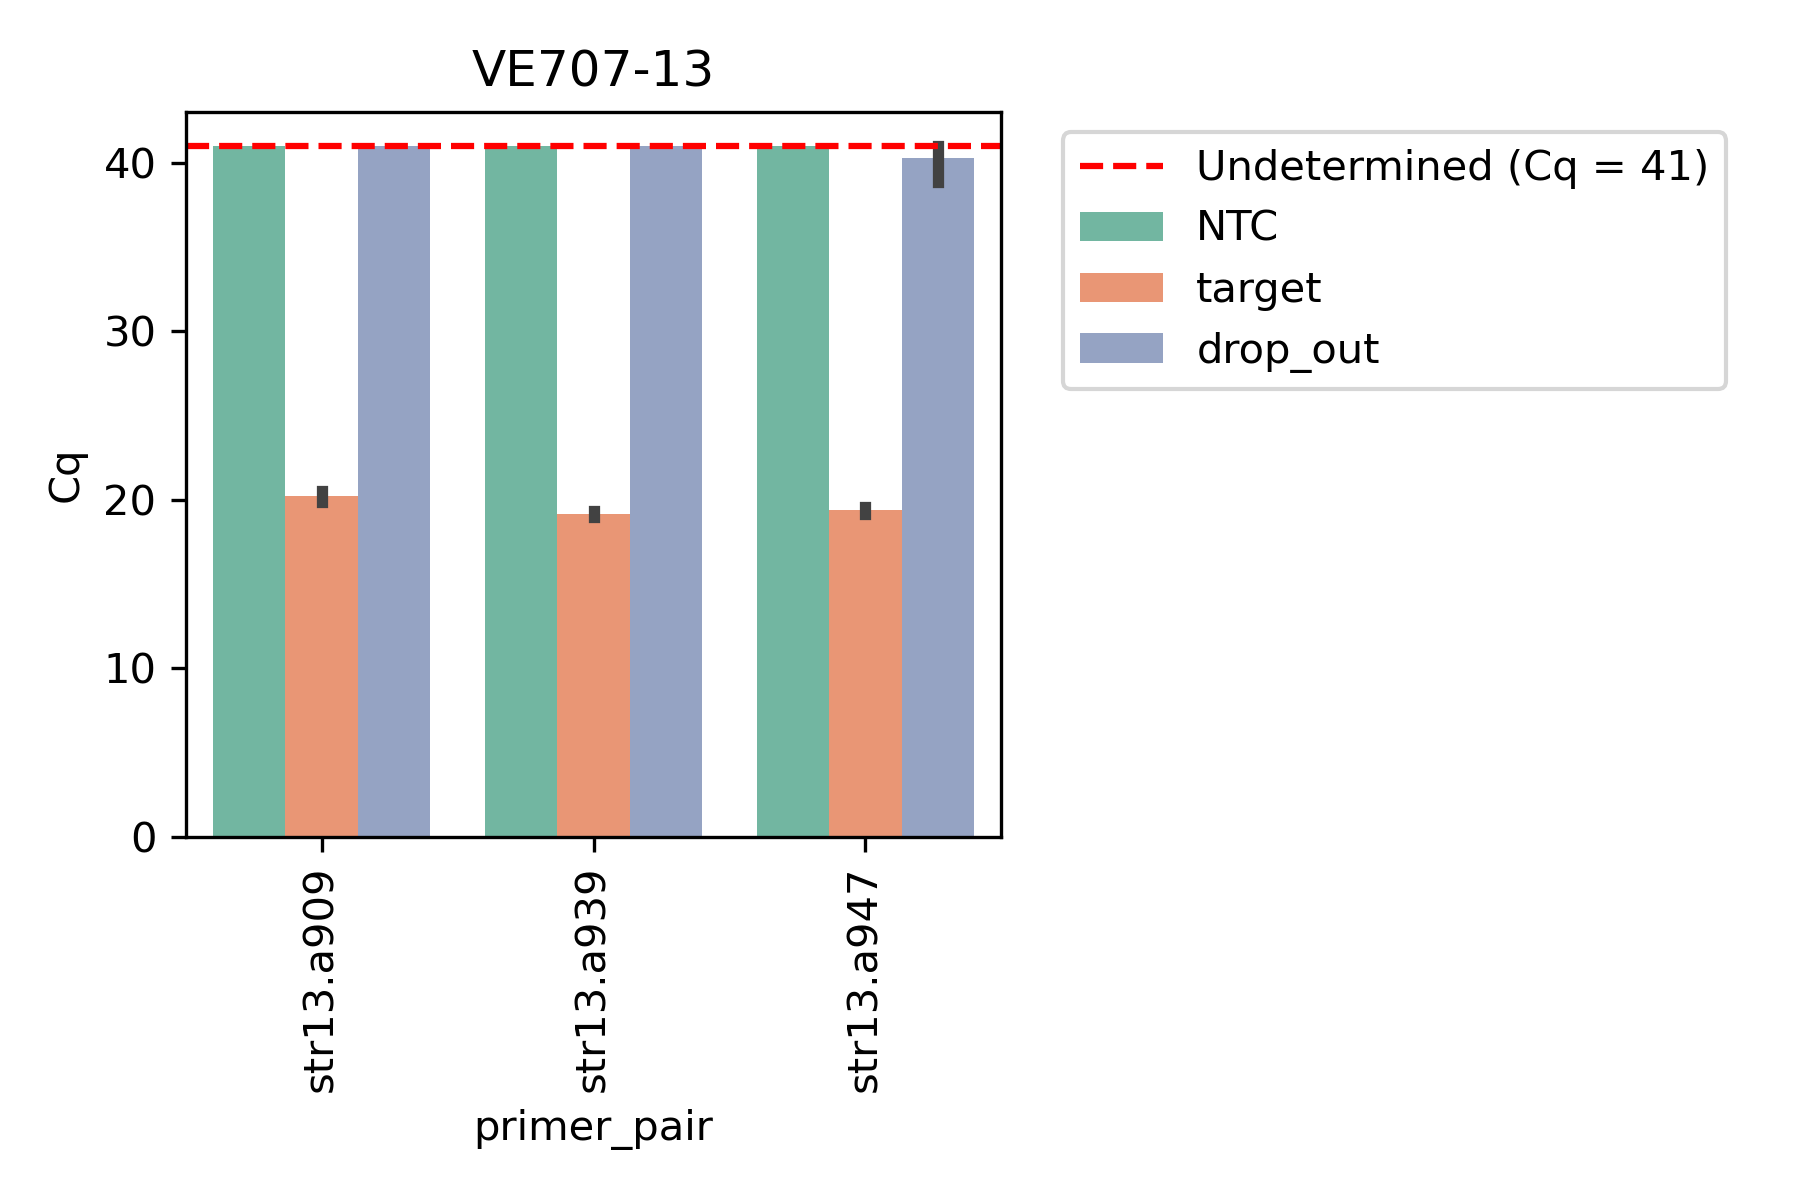 VE707-13
Cq
40
30
20
10
0
str13.a909
str13.a939
str13.a947
primer_pair
Undetermined (Cq = 41)
NTC
target
drop_out